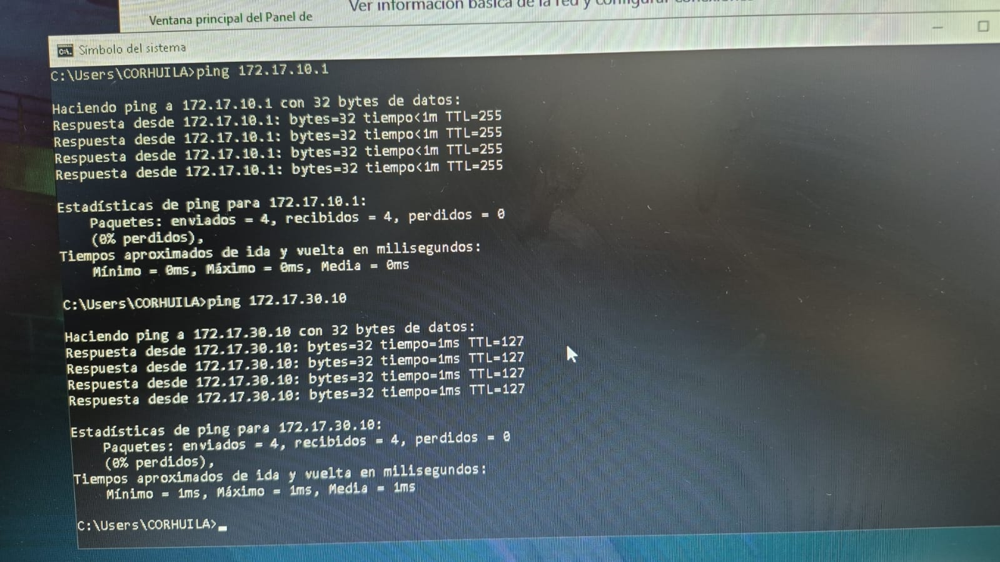 Ver información básica de la red y configurar
Ventana principal del Panel de
Símbolo del sistema
C:\Users\CORHUILA>ping 172.17.10.1
Haciendo ping a 172.17.10.1 con 32 bytes de datos:
Respuesta desde 172.17.10.1: bytes=32 tiempo<1m TTL=255
Respuesta desde 172.17.10.1: bytes=32 tiempo<1m TTL=255
Respuesta desde 172.17.10.1: bytes=32 tiempo<1m TTL=255
Respuesta desde 172.17.10.1: bytes=32 tiempo<1m TTL=255
Estadísticas de ping para 172.17.10.1:
Paquetes: enviados = 4, recibidos = 4, perdidos = 0
(0% perdidos),
Tiempos aproximados de ida y vuelta en milisegundos:
Mínimo = 0ms, Máximo = 0ms, Media = 0ms
C:\Users\CORHUILA>ping 172.17.30.10
Haciendo ping a 172.17.30.10 con 32 bytes de datos:
Respuesta desde 172.17.30.10: bytes=32 tiempo=1ms TTL=127
Respuesta desde 172.17.30.10: bytes=32 tiempo=1ms TTL=127
Respuesta desde 172.17.30.10: bytes=32 tiempo=1ms TTL=127
Respuesta desde 172.17.30.10: bytes=32 tiempo=1ms TTL=127
Estadísticas de ping para 172.17.30.10:
Paquetes: enviados = 4, recibidos = 4, perdidos = 0
(0% perdidos),
Tiempos aproximados de ida y vuelta en milisegundos:
Mínimo = 1ms, Máximo = 1ms, Media = 1ms
C:\Users\CORHUILA>